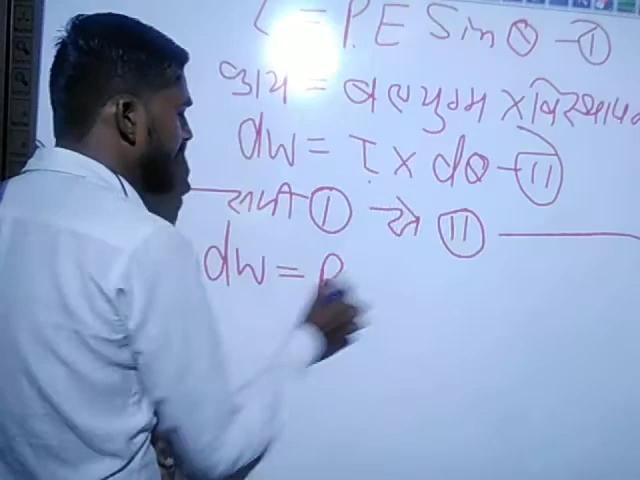 τ = P.E Sin θ - ①
कार्य = बलयुग्म × विस्थापन
dw = τ × dθ - ⑪
समी ① से ⑪
dw = P